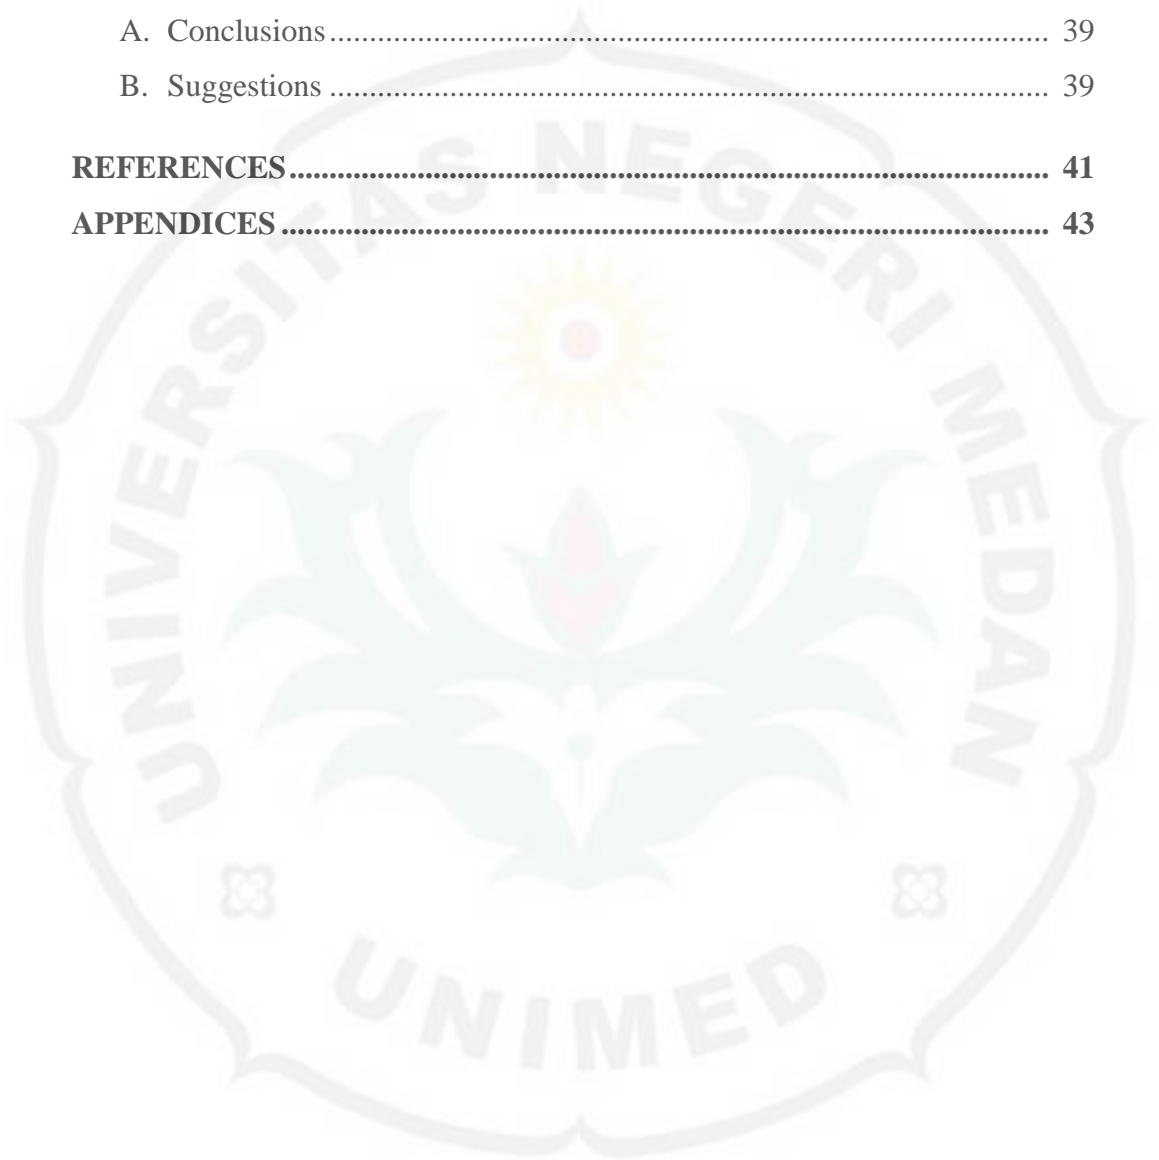 A. Conclusions.......................................................................................... 39
B. Suggestions .......................................................................................... 39
REFERENCES............................................................................................... 41
APPENDICES ................................................................................................ 43
UNIVERSITAS NEGERI MEDAN
UNIMED